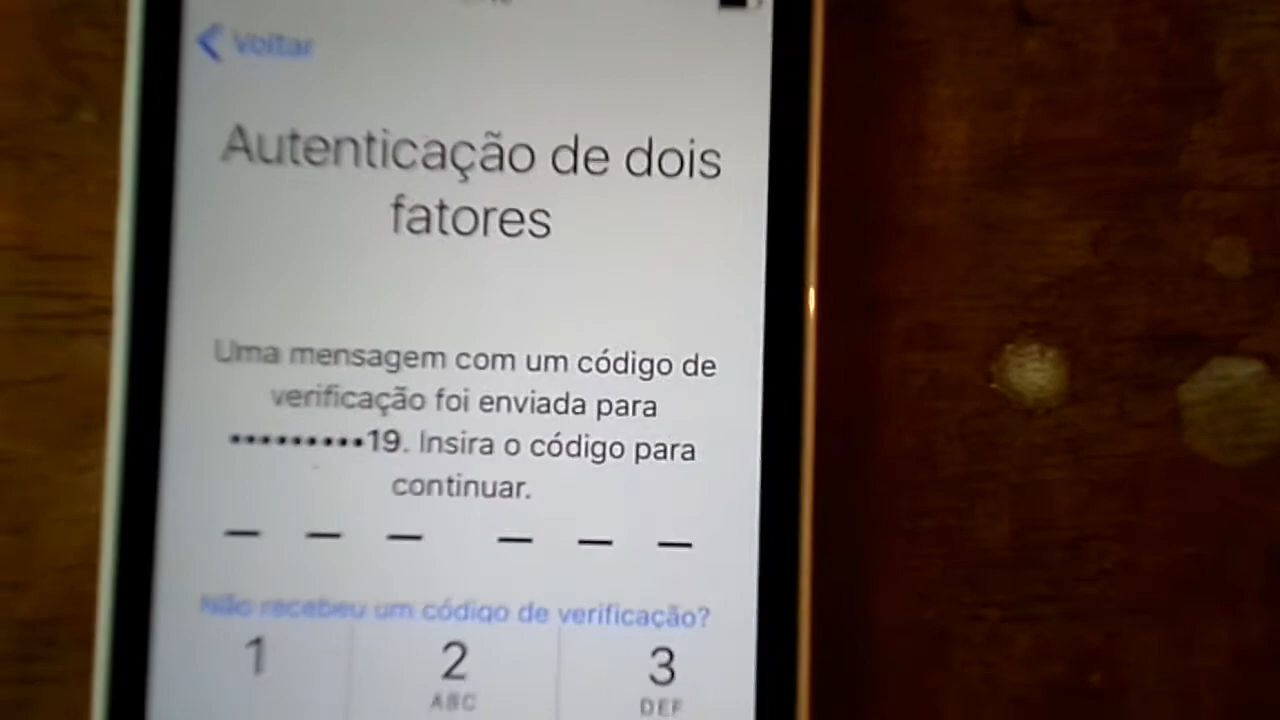 Voltar
Autenticação de dois
fatores
Uma mensagem com um código de
verificação foi enviada para
•••••••••19. Insira o código para
continuar.
Não recebeu um código de verificação?
1 2 3
ABC DEF